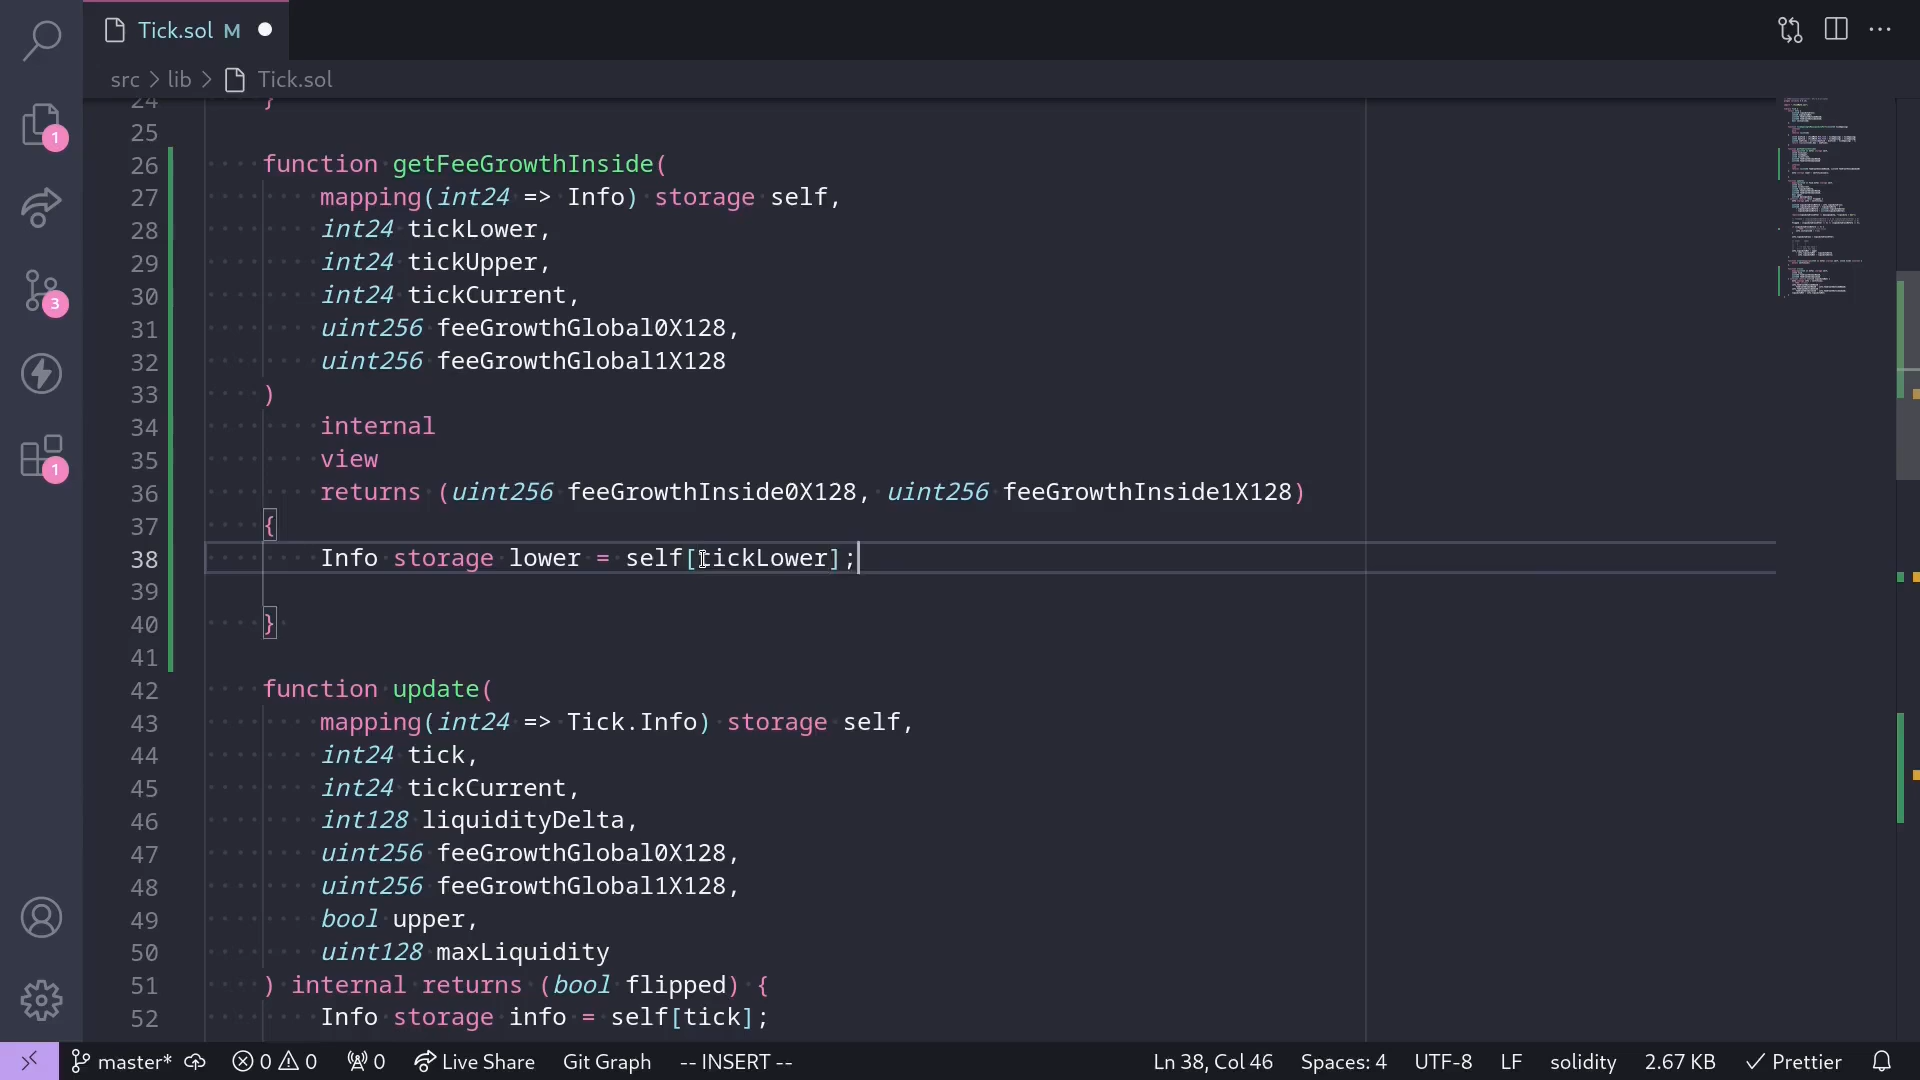 Tick.sol M
src > lib > Tick.sol
24 }
25
26 function getFeeGrowthInside(
27 mapping(int24 => Info) storage self,
28 int24 tickLower,
29 int24 tickUpper,
30 int24 tickCurrent,
31 uint256 feeGrowthGlobal0X128,
32 uint256 feeGrowthGlobal1X128
33 )
34 internal
35 view
36 returns (uint256 feeGrowthInside0X128, uint256 feeGrowthInside1X128)
37 {
38 Info storage lower = self[tickLower];
39
40 }
41
42 function update(
43 mapping(int24 => Tick.Info) storage self,
44 int24 tick,
45 int24 tickCurrent,
46 int128 liquidityDelta,
47 uint256 feeGrowthGlobal0X128,
48 uint256 feeGrowthGlobal1X128,
49 bool upper,
50 uint128 maxLiquidity
51 ) internal returns (bool flipped) {
52 Info storage info = self[tick];
1
3
1
master* 0 0 0 Live Share Git Graph -- INSERT -- Ln 38, Col 46 Spaces: 4 UTF-8 LF solidity 2.67 KB Prettier